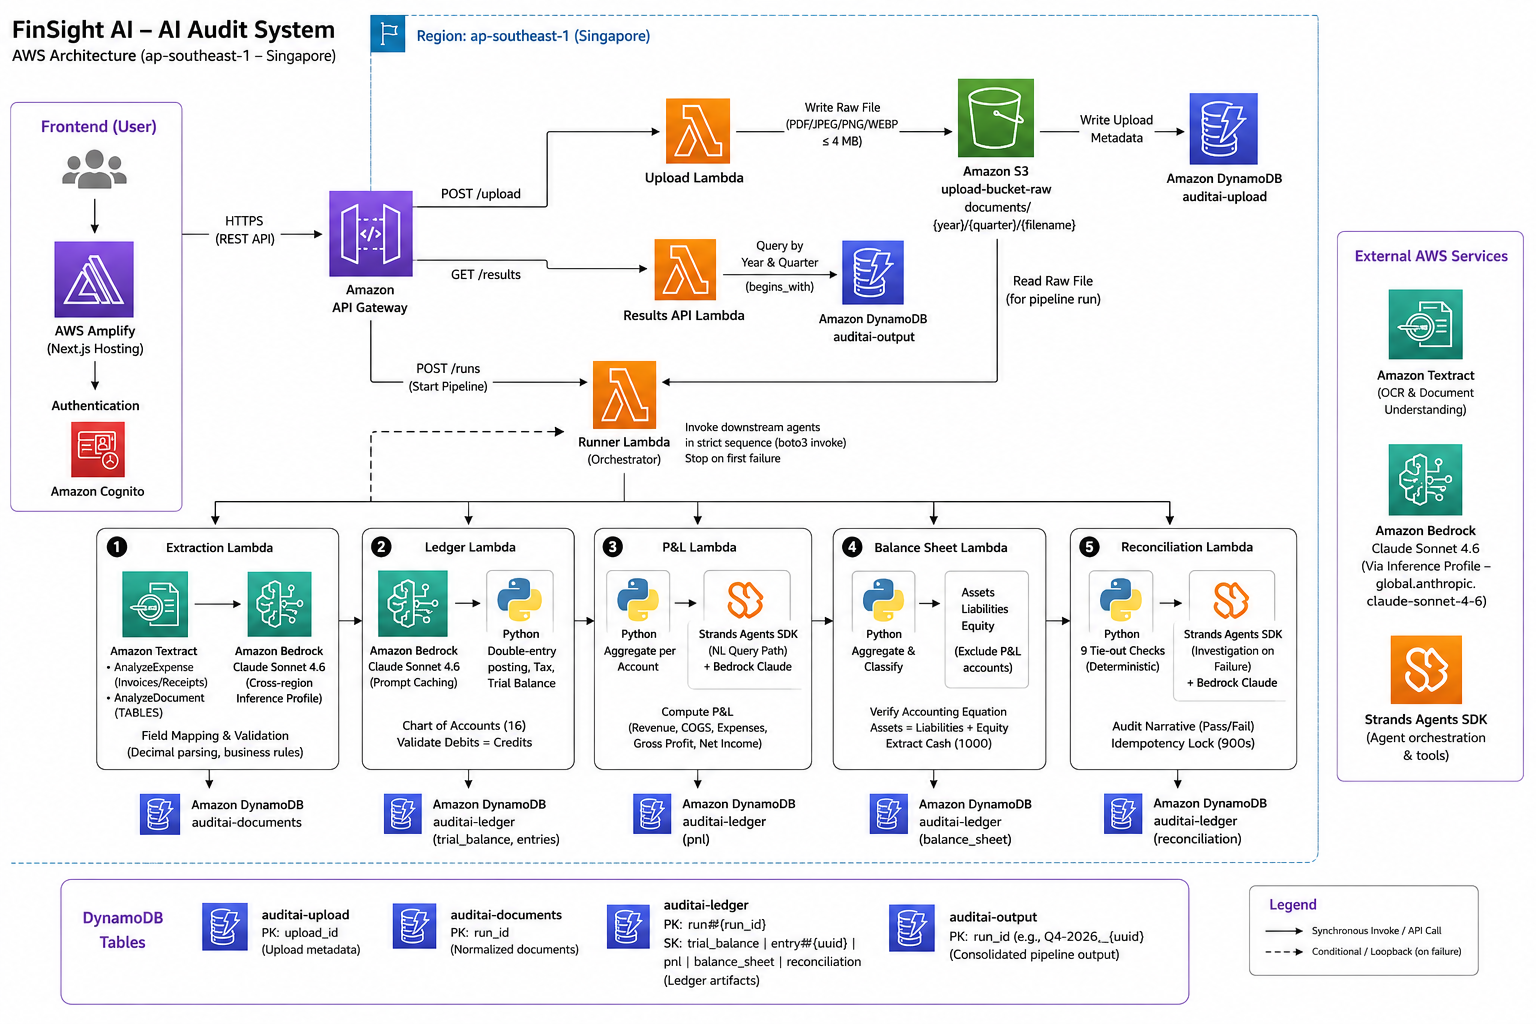 FinSight AI – AI Audit System
AWS Architecture (ap-southeast-1 – Singapore)
Region: ap-southeast-1 (Singapore)
Frontend (User)
AWS Amplify
(Next.js Hosting)
Authentication
Amazon Cognito
HTTPS
(REST API)
Amazon
API Gateway
POST /upload
Upload Lambda
Write Raw File
(PDF/JPEG/PNG/WEBP
≤ 4 MB)
Amazon S3
upload-bucket-raw
documents/
{year}/{quarter}/{filename}
Write Upload
Metadata
Amazon DynamoDB
auditai-upload
GET /results
Results API Lambda
Query by
Year & Quarter
(begins_with)
Amazon DynamoDB
auditai-output
Read Raw File
(for pipeline run)
POST /runs
(Start Pipeline)
Runner Lambda
(Orchestrator)
Invoke downstream agents
in strict sequence (boto3 invoke)
Stop on first failure
1
Extraction Lambda
Amazon Textract
• AnalyzeExpense
(Invoices/Receipts)
• AnalyzeDocument
(TABLES)
Amazon Bedrock
Claude Sonnet 4.6
(Cross-region
Inference Profile)
Field Mapping & Validation
(Decimal parsing, business rules)
Amazon DynamoDB
auditai-documents
2
Ledger Lambda
Amazon Bedrock
Claude Sonnet 4.6
(Prompt Caching)
Python
Double-entry
posting, Tax,
Trial Balance
Chart of Accounts (16)
Validate Debits = Credits
Amazon DynamoDB
auditai-ledger
(trial_balance, entries)
3
P&L Lambda
Python
Aggregate per
Account
Strands Agents SDK
(NL Query Path)
+ Bedrock Claude
Compute P&L
(Revenue, COGS, Expenses,
Gross Profit, Net Income)
Amazon DynamoDB
auditai-ledger
(pnl)
4
Balance Sheet Lambda
Python
Aggregate &
Classify
Assets
Liabilities
Equity
(Exclude P&L
accounts)
Verify Accounting Equation
Assets = Liabilities + Equity
Extract Cash (1000)
Amazon DynamoDB
auditai-ledger
(balance_sheet)
5
Reconciliation Lambda
Python
9 Tie-out Checks
(Deterministic)
Strands Agents SDK
(Investigation on
Failure)
+ Bedrock Claude
Audit Narrative (Pass/Fail)
Idempotency Lock (900s)
Amazon DynamoDB
auditai-ledger
(reconciliation)
External AWS Services
Amazon Textract
(OCR & Document
Understanding)
Amazon Bedrock
Claude Sonnet 4.6
(Via Inference Profile –
global.anthropic.
claude-sonnet-4-6)
Strands Agents SDK
(Agent orchestration
& tools)
DynamoDB
Tables
auditai-upload
PK: upload_id
(Upload metadata)
auditai-documents
PK: run_id
(Normalized documents)
auditai-ledger
PK: run#{run_id}
SK: trial_balance | entry#{uuid} |
pnl | balance_sheet | reconciliation
(Ledger artifacts)
auditai-output
PK: run_id (e.g., Q4-2026,_{uuid}
(Consolidated pipeline output)
Legend
Synchronous Invoke / API Call
Conditional / Loopback (on failure)